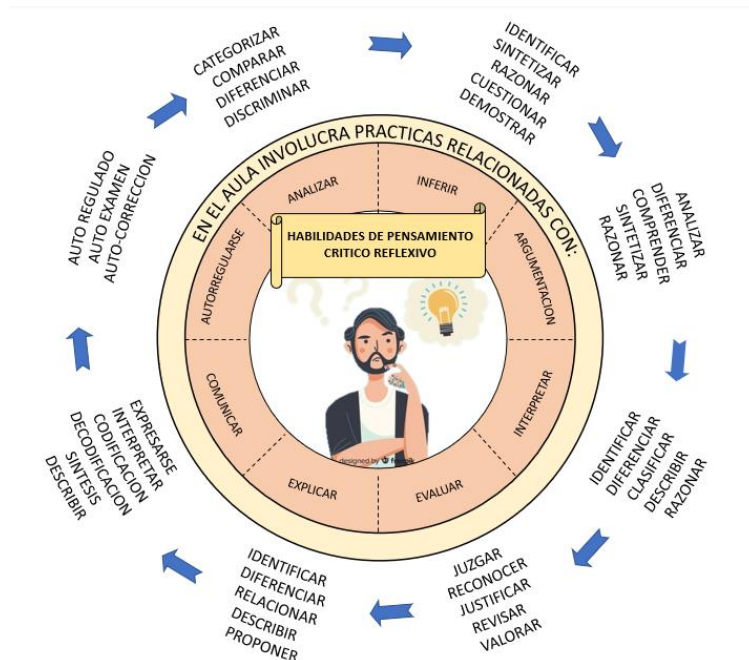 CATEGORIZAR
COMPARAR
DIFERENCIAR
DISCRIMINAR
IDENTIFICAR
SINTETIZAR
RAZONAR
CUESTIONAR
DEMOSTRAR
ANALIZAR
DIFERENCIAR
COMPRENDER
SINTETIZAR
RAZONAR
IDENTIFICAR
DIFERENCIAR
CLASIFICAR
DESCRIBIR
RAZONAR
JUZGAR
RECONOCER
JUSTIFICAR
REVISAR
VALORAR
IDENTIFICAR
DIFERENCIAR
RELACIONAR
DESCRIBIR
PROPONER
EXPRESARSE
INTERPRETAR
CODIFICACION
DECODIFICACION
SINTESIS
DESCRIBIR
AUTO REGULADO
AUTO EXAMEN
AUTO-CORRECCION
EN EL AULA INVOLUCRA PRACTICAS RELACIONADAS CON:
ANALIZAR
INFERIR
ARGUMENTACION
INTERPRETAR
EVALUAR
EXPLICAR
COMUNICAR
AUTORREGULARSE
HABILIDADES DE PENSAMIENTO
CRITICO REFLEXIVO
designed by freepik